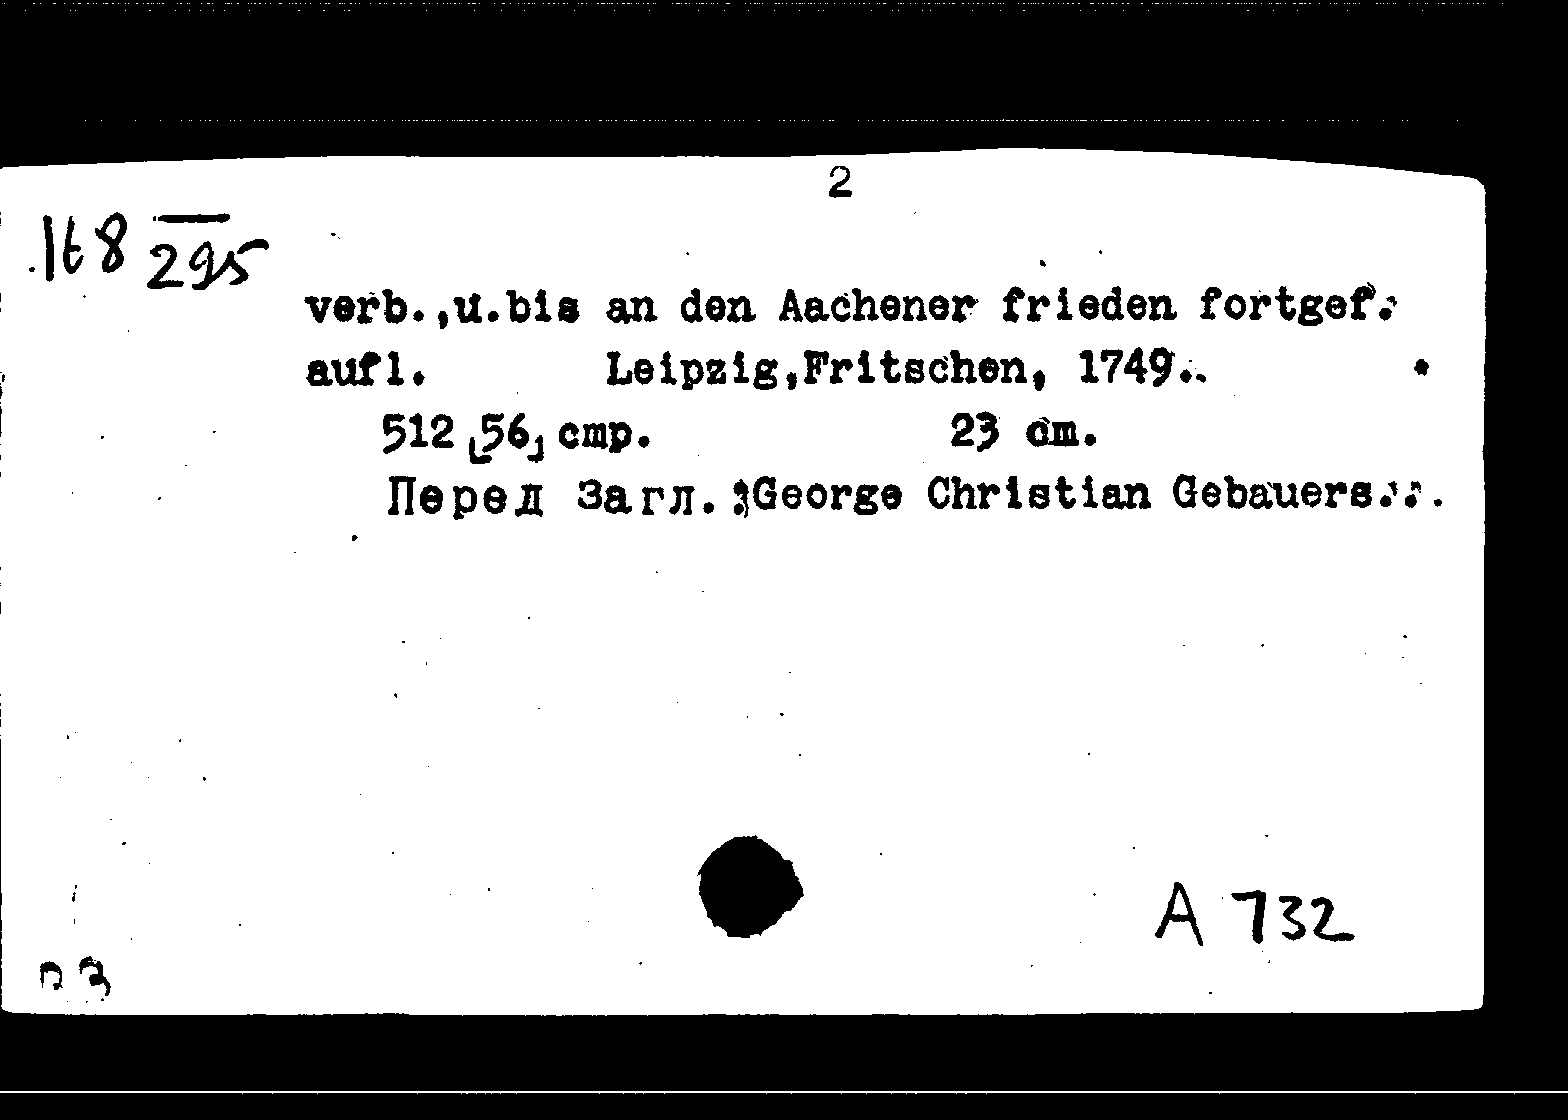 2
168 295
verb.,u.bis an den Aachener frieden fortgef.
aufl. Leipzig,Fritschen, 1749.
512 [56] стр. 23 см.
Перед загл.:George Christian Gebauers...
A 732